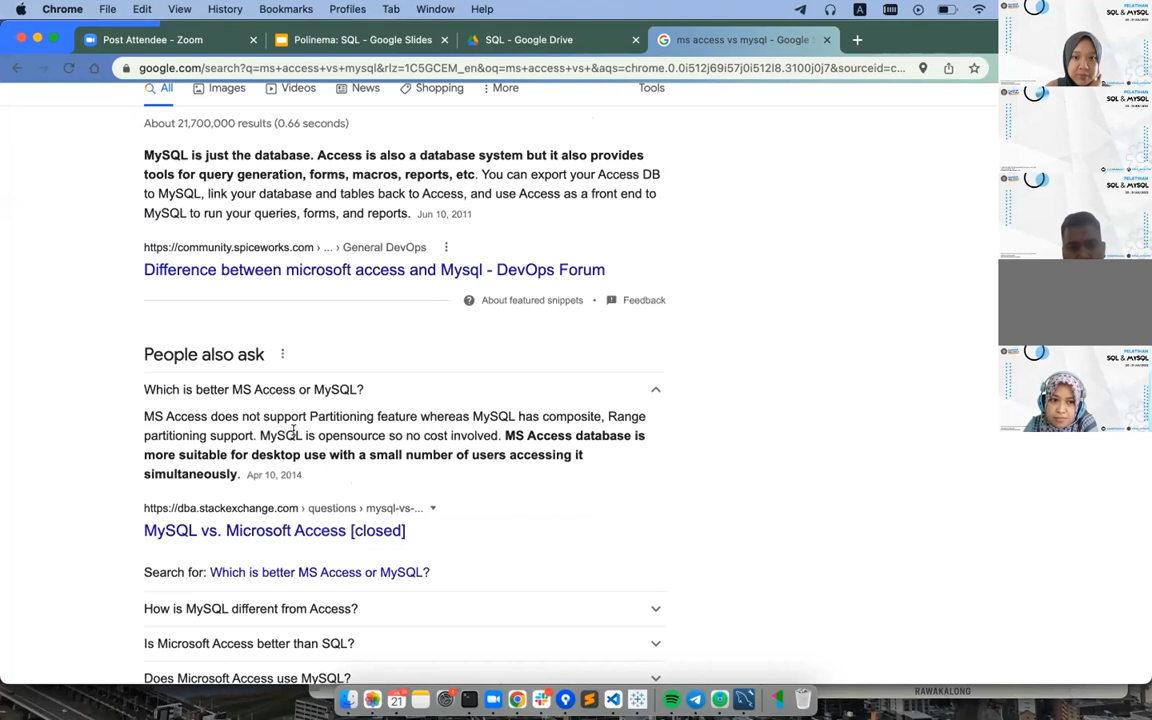 Chrome File Edit View History Bookmarks Profiles Tab Window Help
Post Attendee - Zoom
Polinema: SQL - Google Slides
SQL - Google Drive
ms access vs mysql - Google
google.com/search?q=ms+access+vs+mysql&rlz=1C5GCEM_en&oq=ms+access+vs+&aqs=chrome.0.0i512j69i57j0i512l8.3100j0j7&sourceid=c...
All Images Videos News Shopping More Tools
About 21,700,000 results (0.66 seconds)
MySQL is just the database. Access is also a database system but it also provides
tools for query generation, forms, macros, reports, etc. You can export your Access DB
to MySQL, link your database and tables back to Access, and use Access as a front end to
MySQL to run your queries, forms, and reports. Jun 10, 2011
https://community.spiceworks.com › ... › General DevOps
Difference between microsoft access and Mysql - DevOps Forum
About featured snippets • Feedback
People also ask
Which is better MS Access or MySQL?
MS Access does not support Partitioning feature whereas MySQL has composite, Range
partitioning support. MySQL is opensource so no cost involved. MS Access database is
more suitable for desktop use with a small number of users accessing it
simultaneously. Apr 10, 2014
https://dba.stackexchange.com › questions › mysql-vs-...
MySQL vs. Microsoft Access [closed]
Search for: Which is better MS Access or MySQL?
How is MySQL different from Access?
Is Microsoft Access better than SQL?
Does Microsoft Access use MySQL?
PELATIHAN
SQL & MYSQL
PELATIHAN
SQL & MYSQL
PELATIHAN
SQL & MYSQL
PELATIHAN
SQL & MYSQL
RAWAKALONG